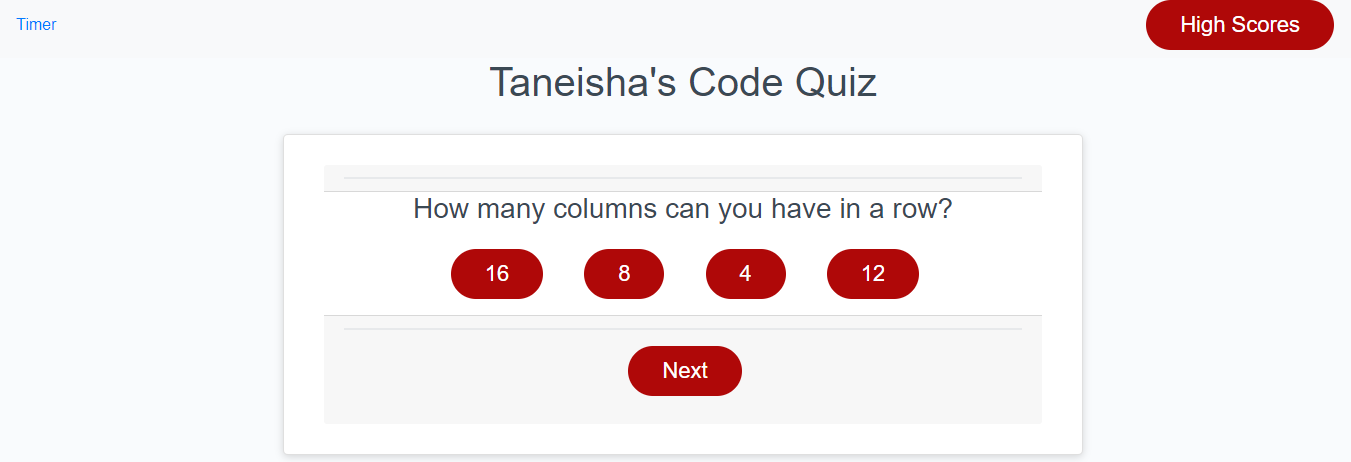 Timer
High Scores
Taneisha's Code Quiz
How many columns can you have in a row?
16 8 4 12
Next